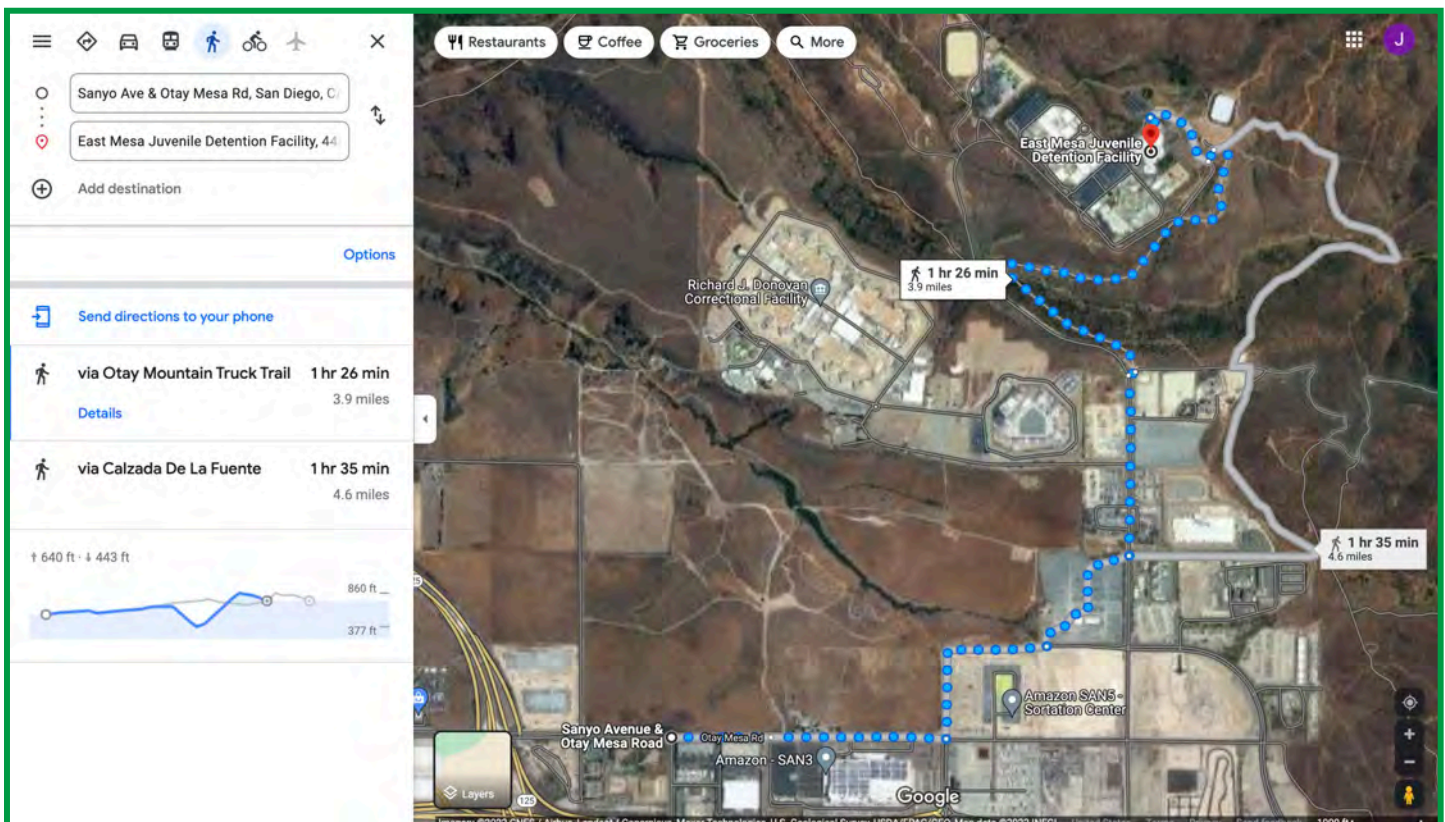 Sanyo Ave & Otay Mesa Rd, San Diego, C
East Mesa Juvenile Detention Facility, 44
Add destination
Options
Send directions to your phone
via Otay Mountain Truck Trail 1 hr 26 min
3.9 miles
Details
via Calzada De La Fuente 1 hr 35 min
4.6 miles
↑ 640 ft · ↓ 443 ft
860 ft
377 ft
Restaurants
Coffee
Groceries
More
J
East Mesa Juvenile
Detention Facility
1 hr 26 min
3.9 miles
Richard J. Donovan
Correctional Facility
1 hr 35 min
4.6 miles
Amazon SAN5 -
Sortation Center
Sanyo Avenue &
Otay Mesa Road
Otay Mesa Rd
Amazon - SAN3
Layers
125
Google